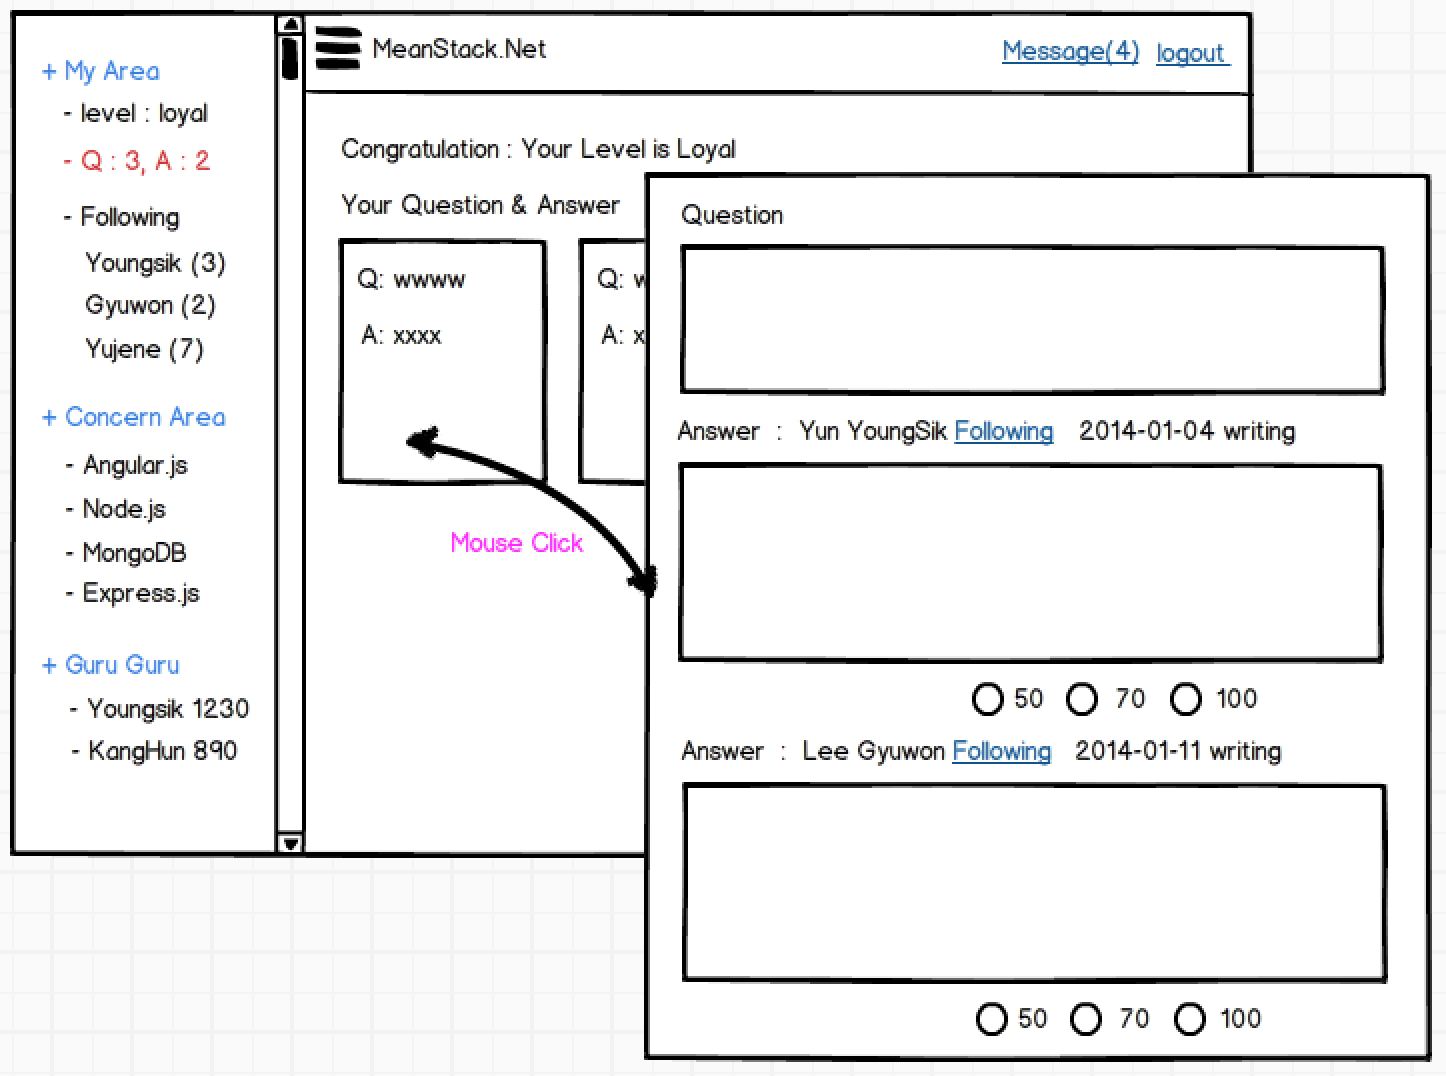 + My Area
- level : loyal
- Q : 3, A : 2
- Following
Youngsik (3)
Gyuwon (2)
Yujene (7)
+ Concern Area
- Angular.js
- Node.js
- MongoDB
- Express.js
+ Guru Guru
- Youngsik 1230
- KangHun 890
MeanStack.Net
Message(4) logout
Congratulation : Your Level is Loyal
Your Question & Answer
Q: wwww
A: xxxx
Q: w
A: x
Mouse Click
Question
Answer : Yun YoungSik Following 2014-01-04 writing
50 70 100
Answer : Lee Gyuwon Following 2014-01-11 writing
50 70 100